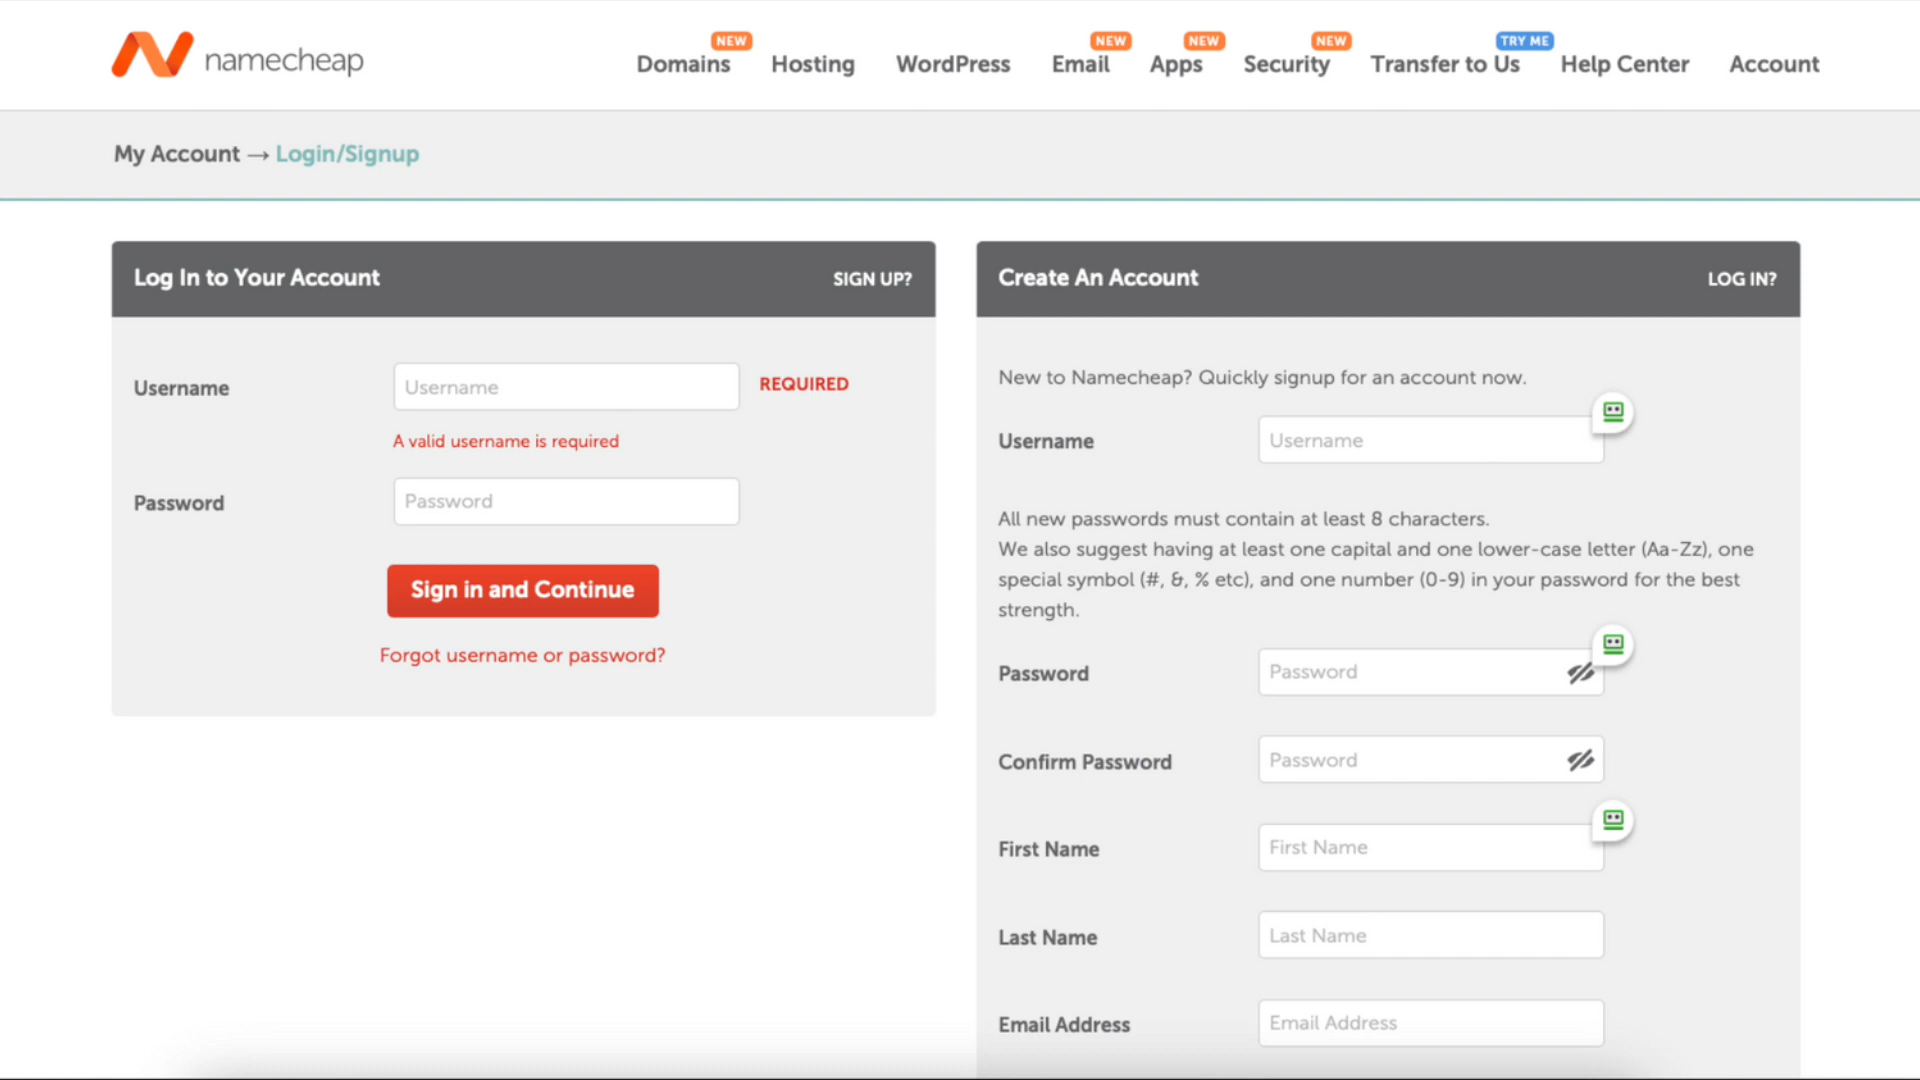 namecheap
Domains NEW
Hosting
WordPress
Email NEW
Apps NEW
Security NEW
Transfer to Us TRY ME
Help Center
Account
My Account → Login/Signup
Log In to Your Account
SIGN UP?
Username
Username
REQUIRED
A valid username is required
Password
Password
Sign in and Continue
Forgot username or password?
Create An Account
LOG IN?
New to Namecheap? Quickly signup for an account now.
Username
Username
All new passwords must contain at least 8 characters.
We also suggest having at least one capital and one lower-case letter (Aa-Zz), one
special symbol (#, &, % etc), and one number (0-9) in your password for the best
strength.
Password
Password
Confirm Password
Password
First Name
First Name
Last Name
Last Name
Email Address
Email Address